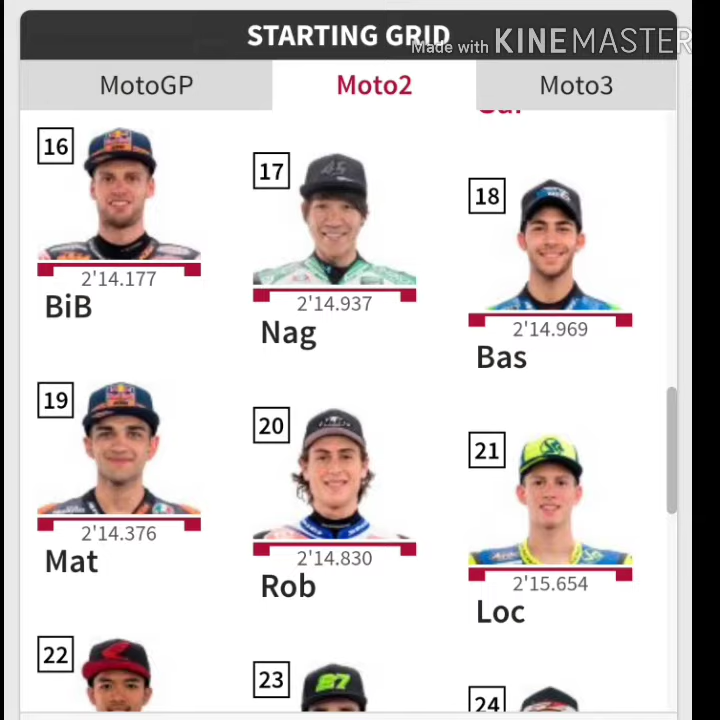 STARTING GRID
Made with KINEMASTER
MotoGP Moto2 Moto3
16
17
18
2'14.177
BiB
2'14.937
Nag
2'14.969
Bas
19
20
21
2'14.376
Mat
2'14.830
Rob
2'15.654
Loc
22
23
24